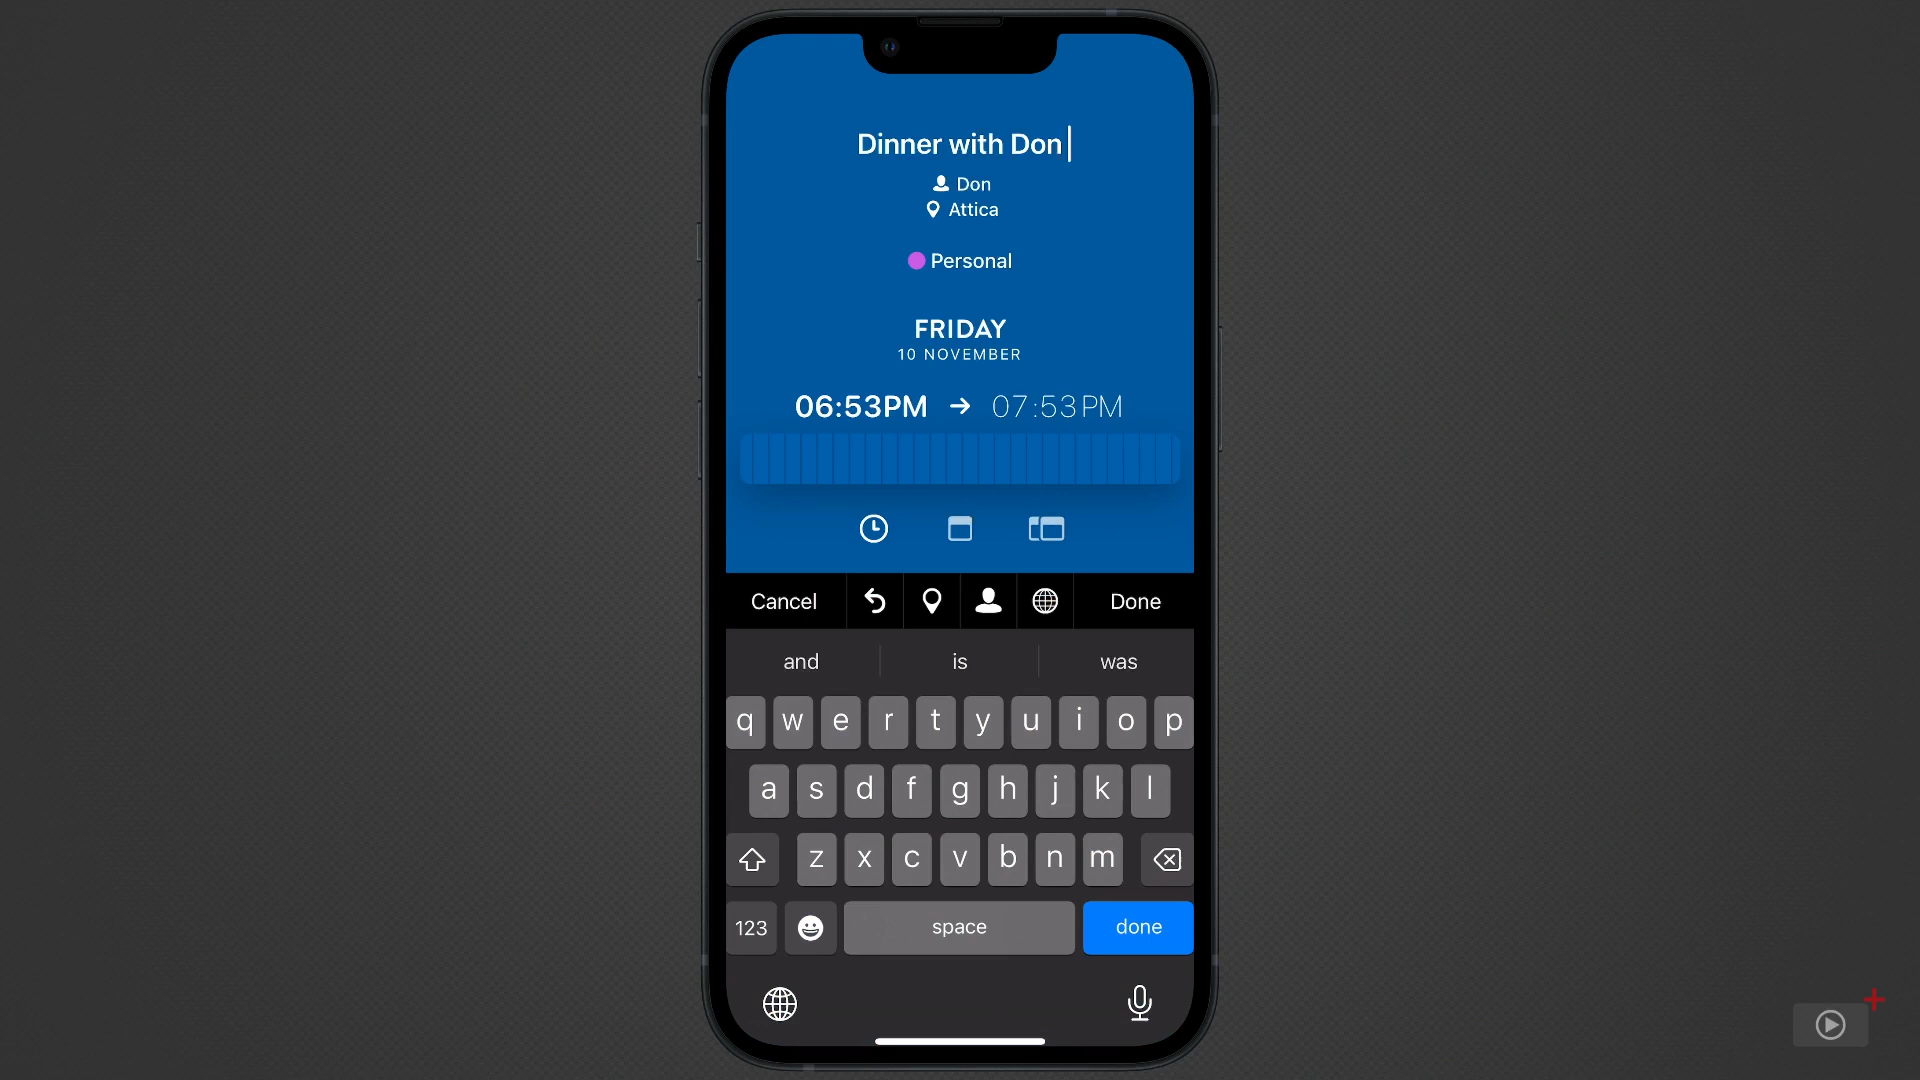 Dinner with Don
Don
Attica
Personal
FRIDAY
10 NOVEMBER
06:53PM → 07:53PM
Cancel Done
and is was
q w e r t y u i o p
a s d f g h j k l
z x c v b n m
123 space done